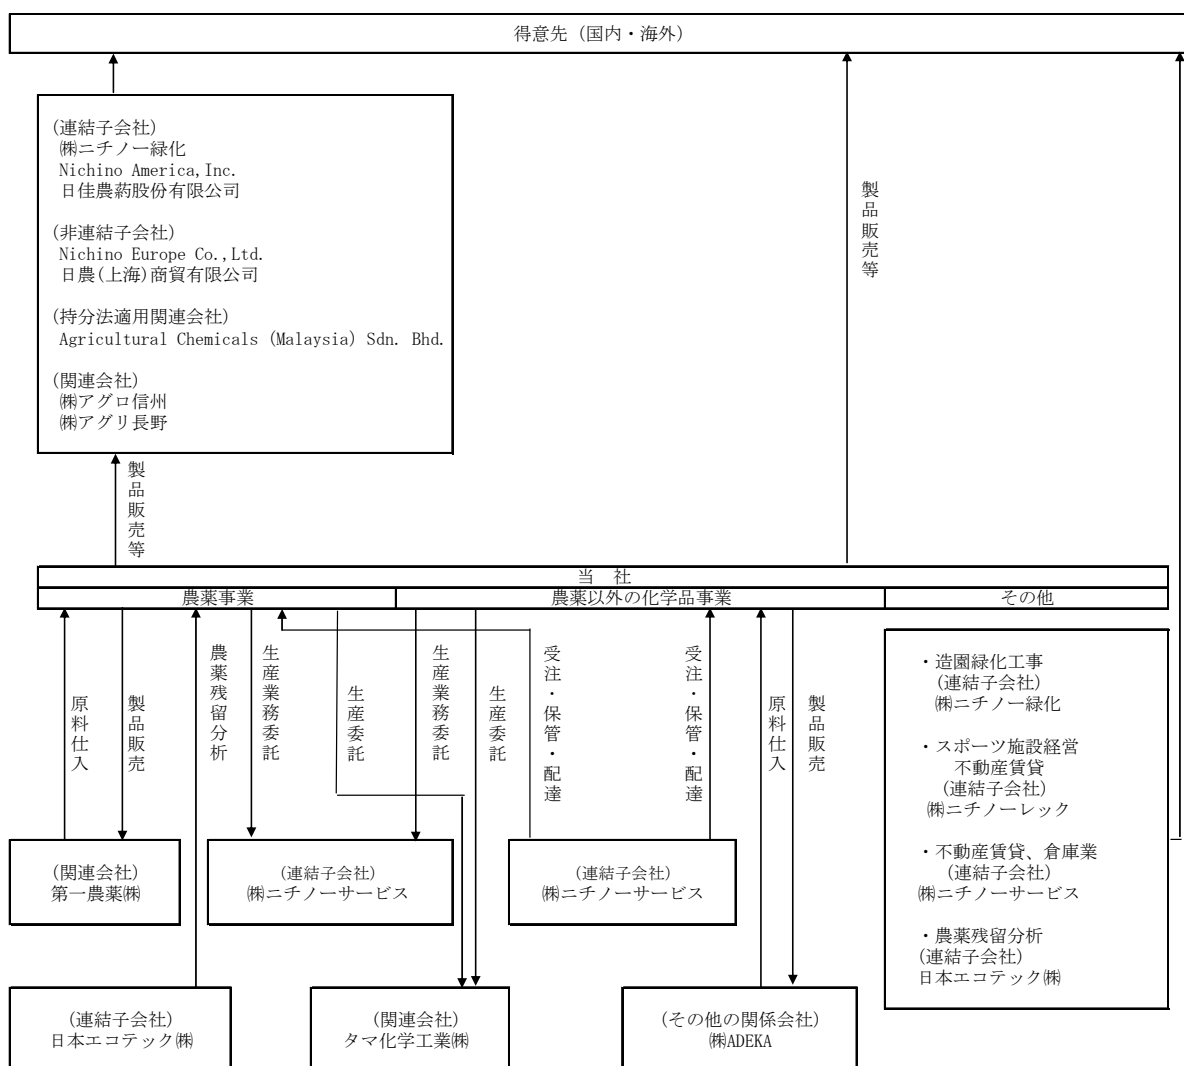 得意先（国内・海外）
(連結子会社)
㈱ニチノー緑化
Nichino America,Inc.
日佳農葯股份有限公司
(非連結子会社)
Nichino Europe Co.,Ltd.
日農(上海)商貿有限公司
(持分法適用関連会社)
Agricultural Chemicals (Malaysia) Sdn. Bhd.
(関連会社)
㈱アグロ信州
㈱アグリ長野
製品販売等
製品販売等
当　社
農薬事業
農薬以外の化学品事業
その他
原料仕入
製品販売
農薬残留分析
生産業務委託
生産委託
生産業務委託
生産委託
受注・保管・配達
受注・保管・配達
原料仕入
製品販売
・造園緑化工事
(連結子会社)
㈱ニチノー緑化
・スポーツ施設経営
不動産賃貸
(連結子会社)
㈱ニチノーレック
・不動産賃貸、倉庫業
(連結子会社)
㈱ニチノーサービス
・農薬残留分析
(連結子会社)
日本エコテック㈱
(関連会社)
第一農薬㈱
(連結子会社)
㈱ニチノーサービス
(連結子会社)
㈱ニチノーサービス
(連結子会社)
日本エコテック㈱
(関連会社)
タマ化学工業㈱
(その他の関係会社)
㈱ADEKA